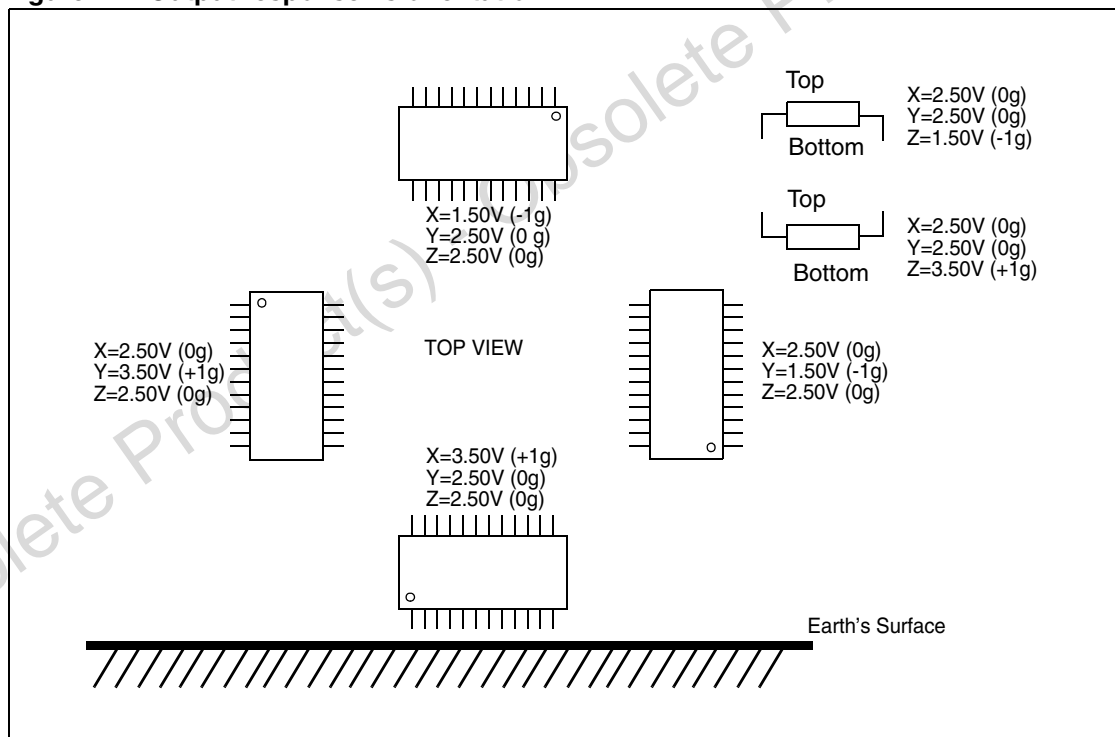 Top
Bottom
X=2.50V (0g)
Y=2.50V (0g)
Z=1.50V (-1g)
Top
Bottom
X=2.50V (0g)
Y=2.50V (0g)
Z=3.50V (+1g)
X=1.50V (-1g)
Y=2.50V (0 g)
Z=2.50V (0g)
X=2.50V (0g)
Y=3.50V (+1g)
Z=2.50V (0g)
TOP VIEW
X=2.50V (0g)
Y=1.50V (-1g)
Z=2.50V (0g)
X=3.50V (+1g)
Y=2.50V (0g)
Z=2.50V (0g)
Earth's Surface
lete Product(s) - Obsolete P